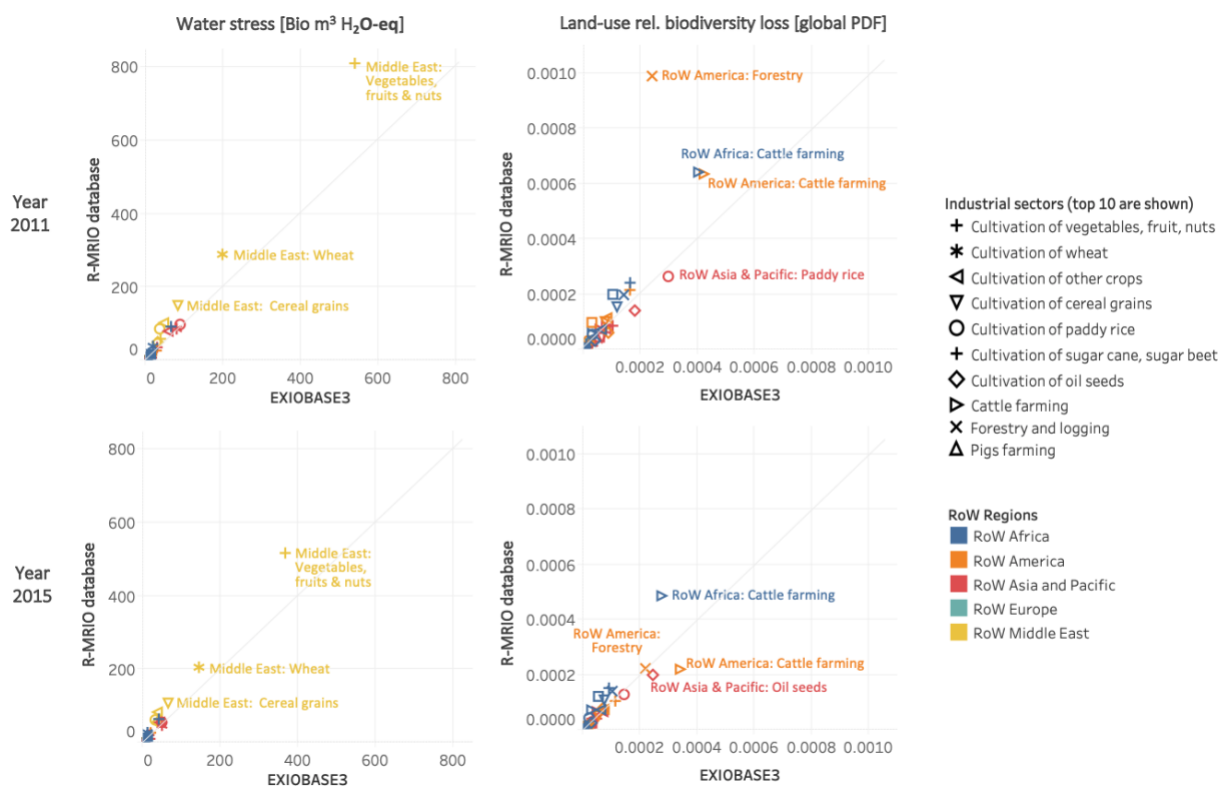 Water stress [Bio m³ H₂O-eq]
Land-use rel. biodiversity loss [global PDF]
Year
2011
R-MRIO database
800
600
400
200
0
Middle East:
Vegetables,
fruits & nuts
Middle East: Wheat
Middle East: Cereal grains
0
200
400
600
800
EXIOBASE3
R-MRIO database
0.0010
0.0008
0.0006
0.0004
0.0002
0.0000
RoW America: Forestry
RoW Africa: Cattle farming
RoW America: Cattle farming
RoW Asia & Pacific: Paddy rice
0.0002
0.0004
0.0006
0.0008
0.0010
EXIOBASE3
Year
2015
R-MRIO database
800
600
400
200
0
Middle East:
Vegetables,
fruits & nuts
Middle East: Wheat
Middle East: Cereal grains
0
200
400
600
800
EXIOBASE3
R-MRIO database
0.0010
0.0008
0.0006
0.0004
0.0002
0.0000
RoW Africa: Cattle farming
RoW America:
Forestry
RoW America: Cattle farming
RoW Asia & Pacific: Oil seeds
0.0002
0.0004
0.0006
0.0008
0.0010
EXIOBASE3
Industrial sectors (top 10 are shown)
Cultivation of vegetables, fruit, nuts
Cultivation of wheat
Cultivation of other crops
Cultivation of cereal grains
Cultivation of paddy rice
Cultivation of sugar cane, sugar beet
Cultivation of oil seeds
Cattle farming
Forestry and logging
Pigs farming
RoW Regions
RoW Africa
RoW America
RoW Asia and Pacific
RoW Europe
RoW Middle East